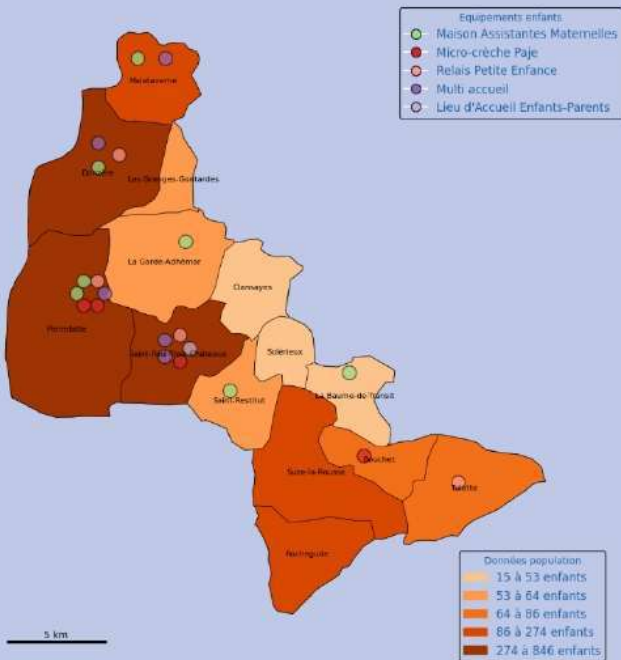 Equipements enfants
Maison Assistantes Maternelles
Micro-crèche Paje
Relais Petite Enfance
Multi accueil
Lieu d'Accueil Enfants-Parents
Malataverne
Donzère
Les Granges-Gontardes
La Garde-Adhémar
Clansayes
Pierrelatte
Saint-Paul-Trois-Châteaux
Solérieux
La Baume-de-Transit
Saint-Restitut
Bouchet
Suze-la-Rousse
Tulette
Rochegude
Données population
15 à 53 enfants
53 à 64 enfants
64 à 86 enfants
86 à 274 enfants
274 à 846 enfants
5 km